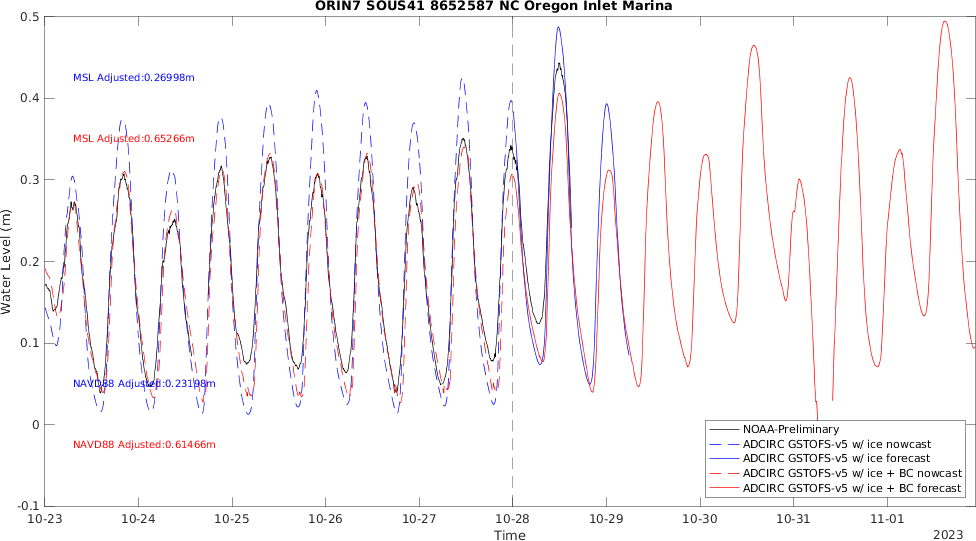 ORIN7 SOUS41 8652587 NC Oregon Inlet Marina
0.5
MSL Adjusted:0.26998m
0.4
MSL Adjusted:0.65266m
0.3
Water Level (m)
0.2
0.1
NAVD88 Adjusted:0.23198m
0
NAVD88 Adjusted:0.61466m
NOAA-Preliminary
ADCIRC GSTOFS-v5 w/ ice nowcast
ADCIRC GSTOFS-v5 w/ ice forecast
ADCIRC GSTOFS-v5 w/ ice + BC nowcast
ADCIRC GSTOFS-v5 w/ ice + BC forecast
-0.1
10-23 10-24 10-25 10-26 10-27 10-28 10-29 10-30 10-31 11-01
Time
2023